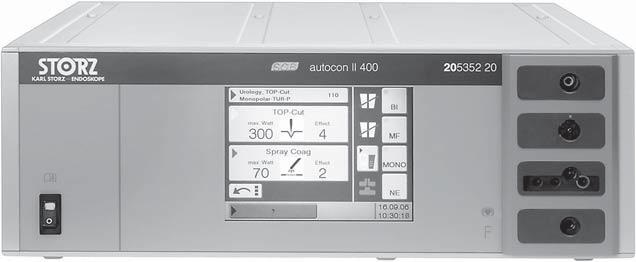 STORZ
KARL STORZ — ENDOSKOPE
SCB autocon II 400
205352 20
Urology, TOP-Cut 110
Monopolar-TUR-P
TOP-Cut
max. Watt Effect
300 4
Spray Coag
max. Watt Effect
70 2
BI
MF
MONO
NE
?
16.09.06
10:30:18
F